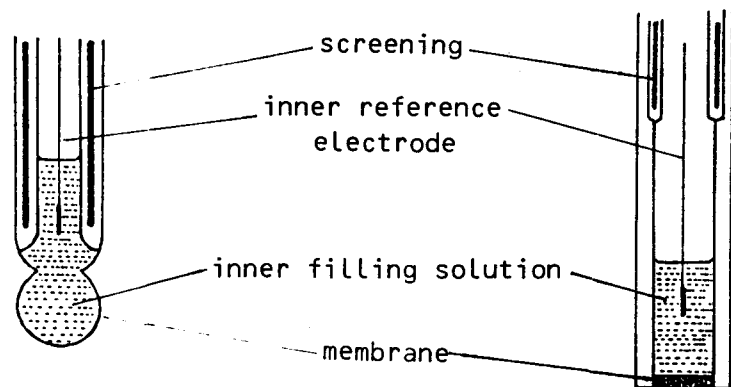 screening
inner reference
electrode
inner filling solution
membrane